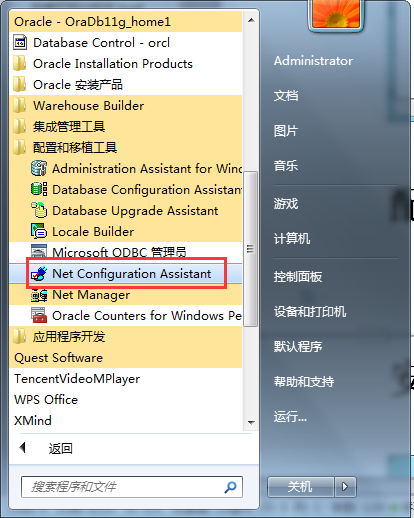 Oracle - OraDb11g_home1
Database Control - orcl
Oracle Installation Products
Oracle 安装产品
Warehouse Builder
集成管理工具
配置和移植工具
Administration Assistant for Win
Database Configuration Assistan
Database Upgrade Assistant
Locale Builder
Microsoft ODBC 管理员
Net Configuration Assistant
Net Manager
Oracle Counters for Windows Pe
应用程序开发
Quest Software
TencentVideoMPlayer
WPS Office
XMind
返回
搜索程序和文件
Administrator
文档
图片
音乐
游戏
计算机
控制面板
设备和打印机
默认程序
帮助和支持
运行...
关机